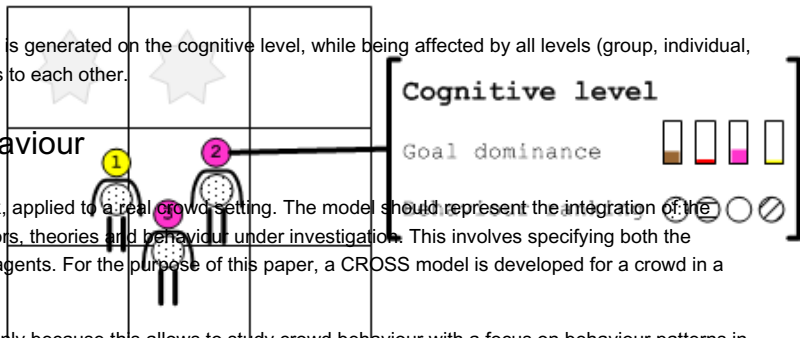 is generated on the cognitive level, while being affected by all levels (group, individual,
s to each other.
Cognitive level
aviour
1
2
Goal dominance
, applied to a real crowd setting. The model should represent the integration of the
3
ors, theories and behaviour under investigation. This involves specifying both the
agents. For the purpose of this paper, a CROSS model is developed for a crowd in a
nly because this allows to study crowd behaviour with a focus on behaviour patterns in